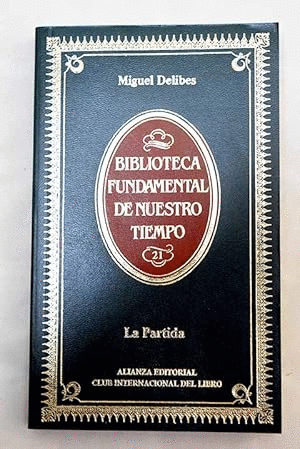 Miguel Delibes
BIBLIOTECA
FUNDAMENTAL
DE NUESTRO
TIEMPO
21
La Partida
ALIANZA EDITORIAL
CLUB INTERNACIONAL DEL LIBRO